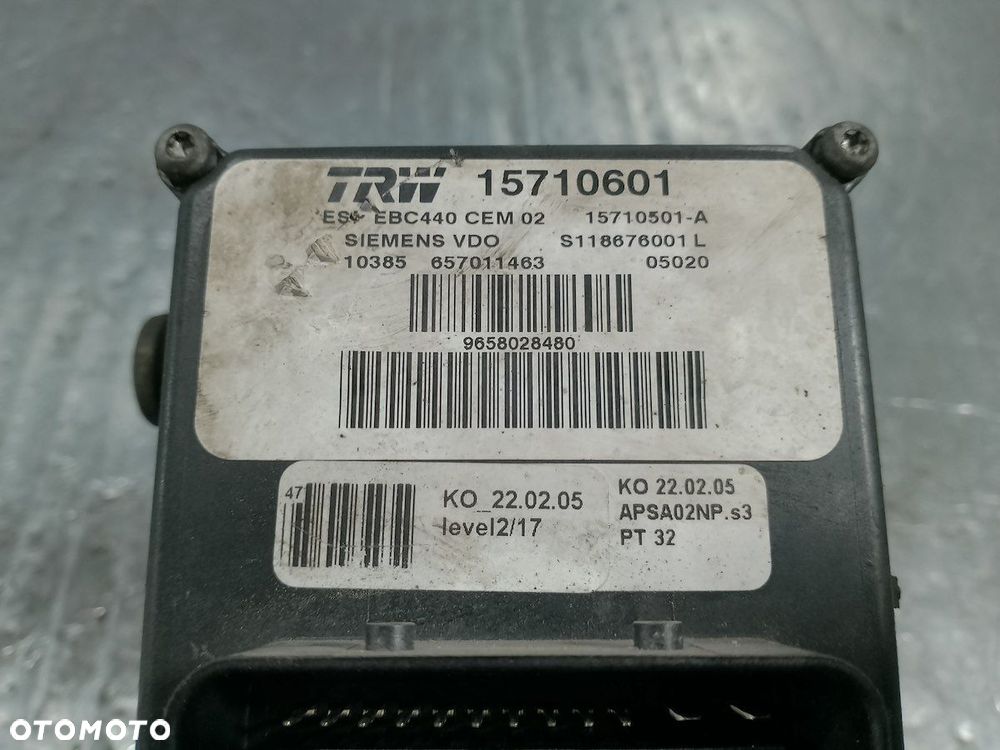 TRW 15710601
EBC440 CEM 02 15710501-A
SIEMENS VDO S118676001 L
10385 657011463 05020
9658028480
47
KO_22.02.05
level2/17
KO 22.02.05
APSA02NP.s3
PT 32
OTOMOTO
OTOMOTO